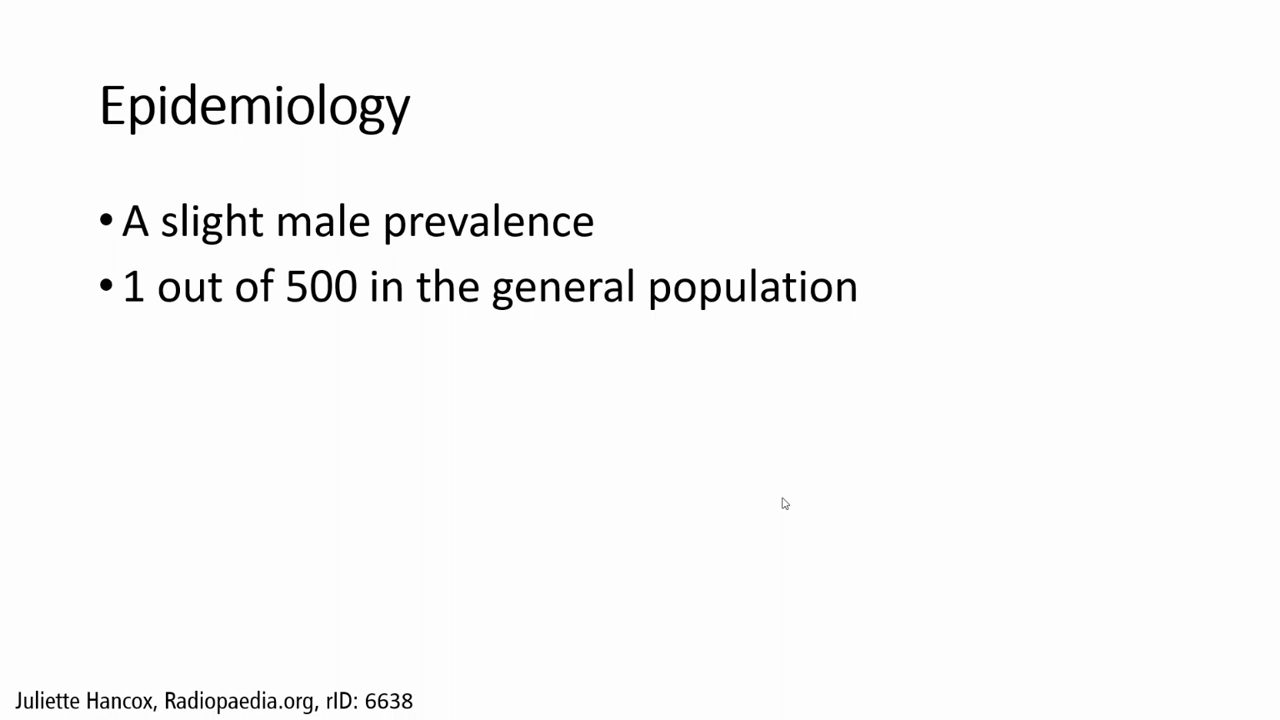 Epidemiology
• A slight male prevalence
• 1 out of 500 in the general population
Juliette Hancox, Radiopaedia.org, rID: 6638